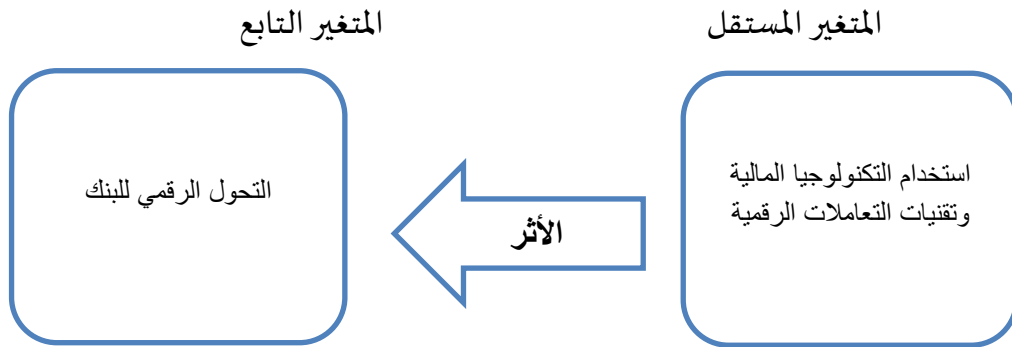 المتغير المستقل
المتغير التابع
استخدام التكنولوجيا المالية
وتقنيات التعاملات الرقمية
الأثر
التحول الرقمي للبنك